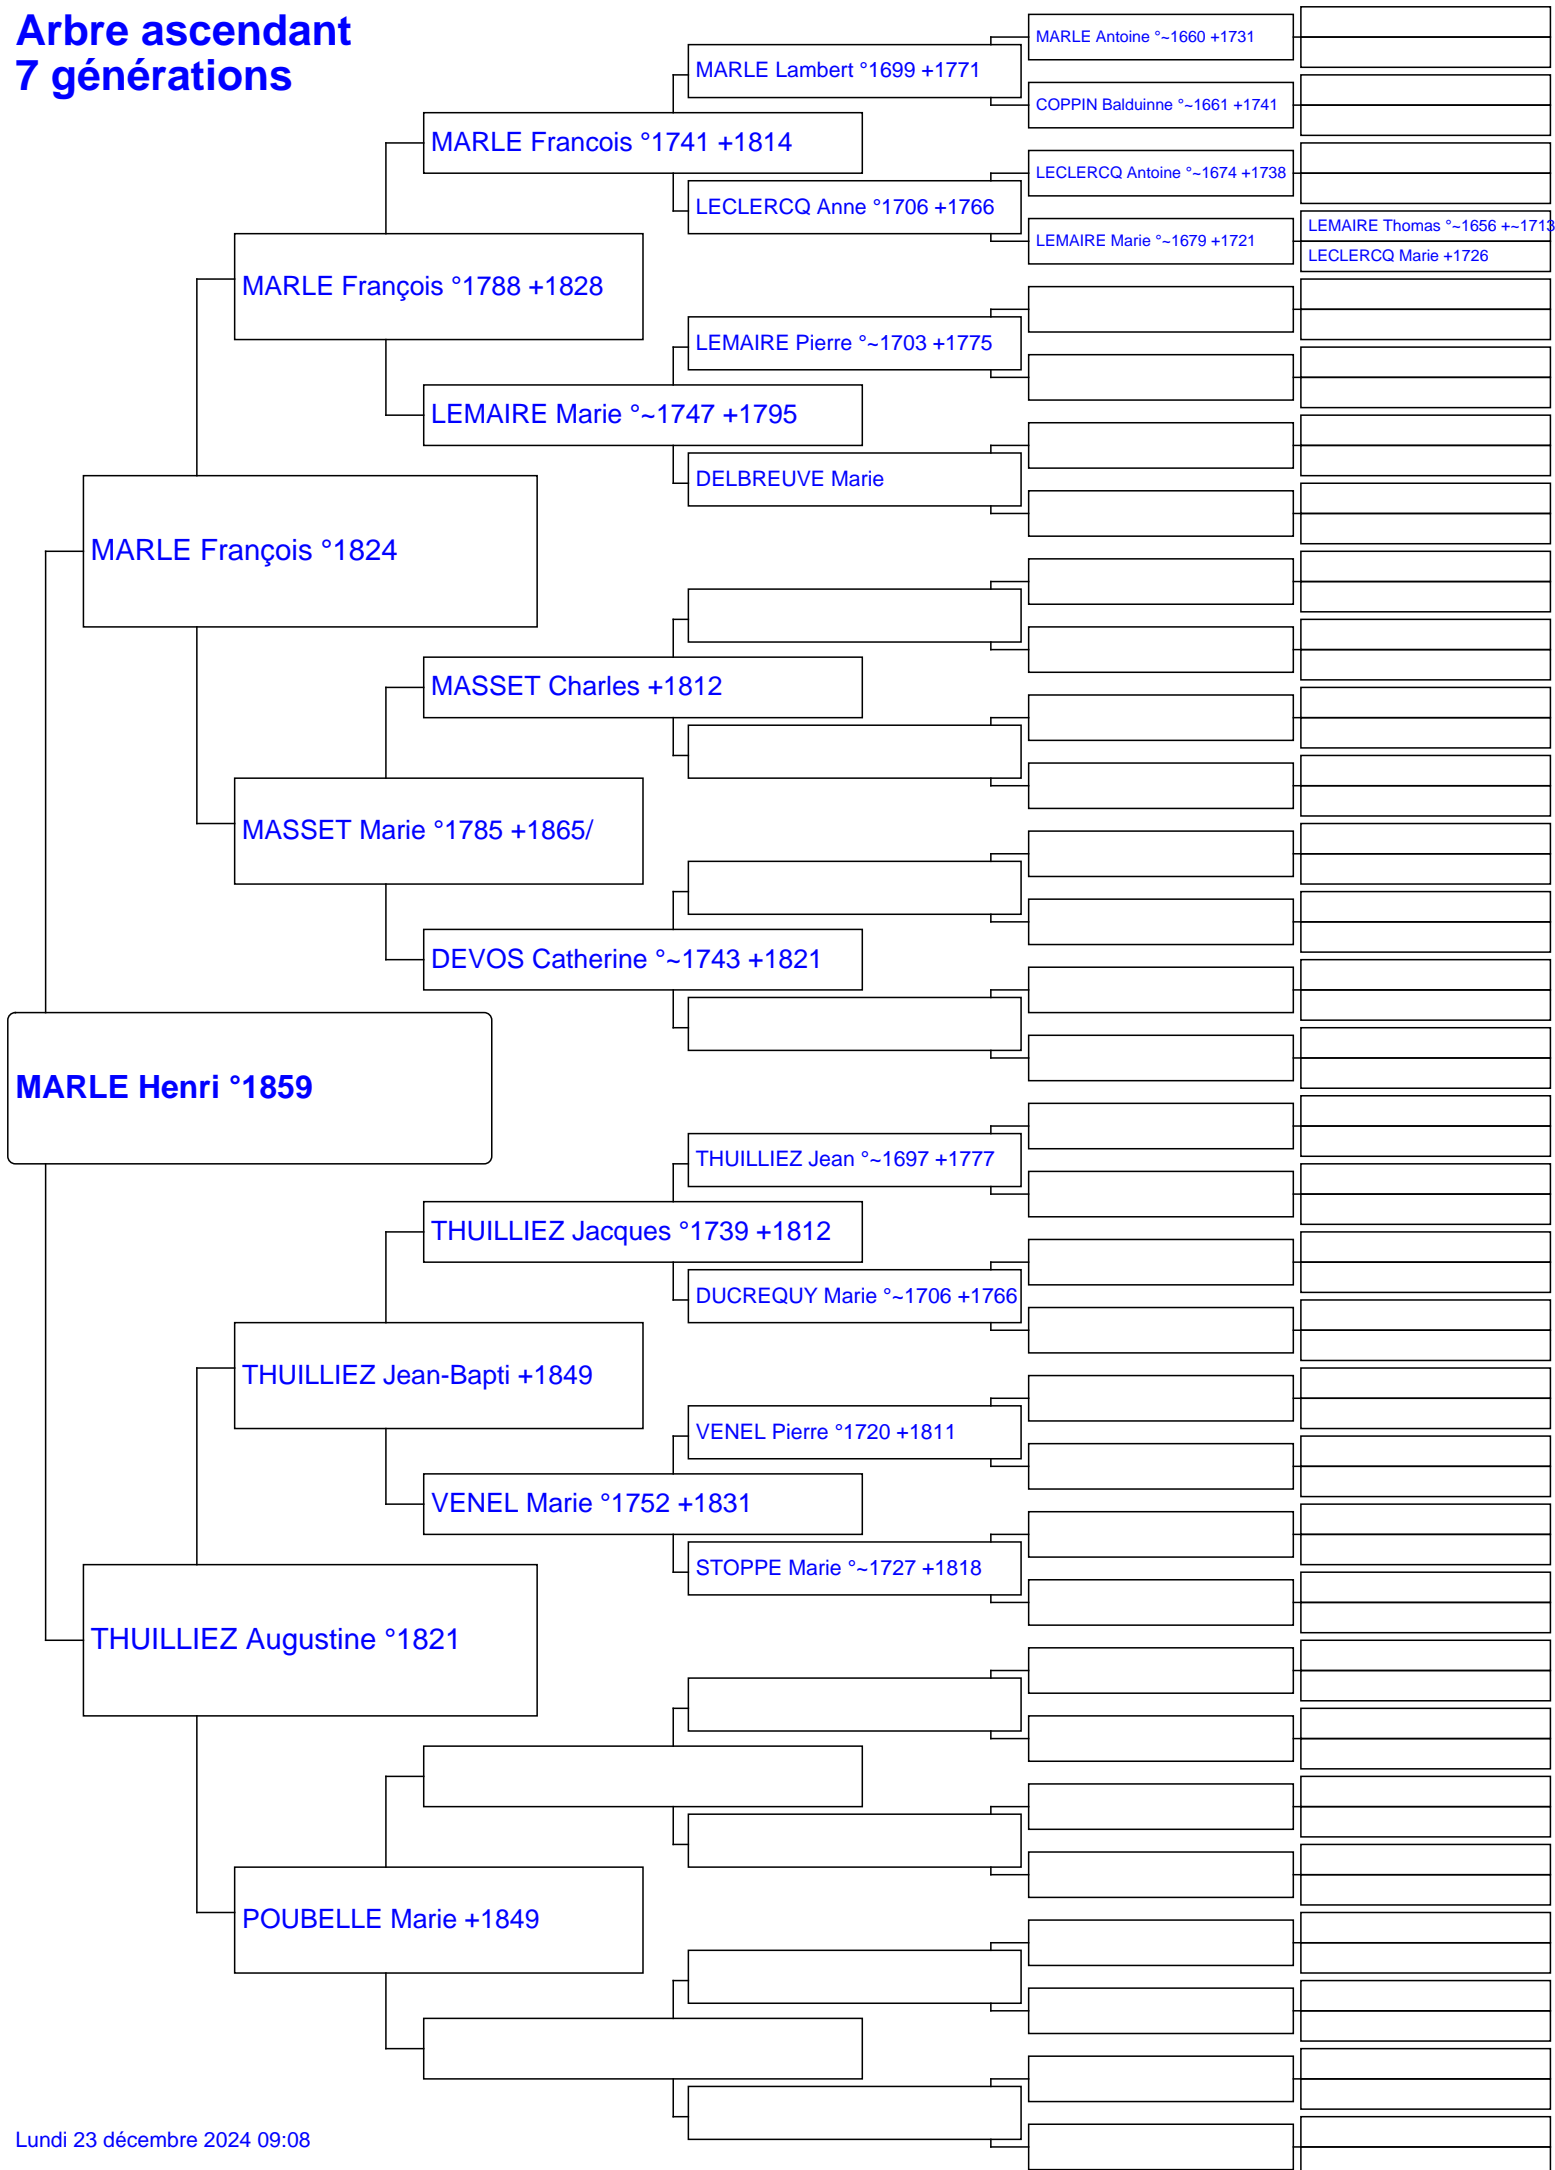 Arbre ascendant
7 générations
MARLE Antoine °~1660 +1731
MARLE Lambert °1699 +1771
COPPIN Balduinne °~1661 +1741
MARLE Francois °1741 +1814
LECLERCQ Antoine °~1674 +1738
LECLERCQ Anne °1706 +1766
LEMAIRE Thomas °~1656 +~1713
LEMAIRE Marie °~1679 +1721
LECLERCQ Marie +1726
MARLE François °1788 +1828
LEMAIRE Pierre °~1703 +1775
LEMAIRE Marie °~1747 +1795
DELBREUVE Marie
MARLE François °1824
MASSET Charles +1812
MASSET Marie °1785 +1865/
DEVOS Catherine °~1743 +1821
MARLE Henri °1859
THUILLIEZ Jean °~1697 +1777
THUILLIEZ Jacques °1739 +1812
DUCREQUY Marie °~1706 +1766
THUILLIEZ Jean-Bapti +1849
VENEL Pierre °1720 +1811
VENEL Marie °1752 +1831
STOPPE Marie °~1727 +1818
THUILLIEZ Augustine °1821
POUBELLE Marie +1849
Lundi 23 décembre 2024 09:08